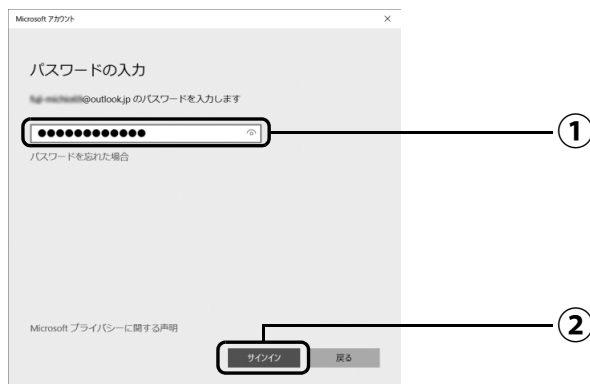 Microsoft アカウント
パスワードの入力
@outlook.jp のパスワードを入力します
●●●●●●●●●●●●
①
パスワードを忘れた場合
Microsoft プライバシーに関する声明
②
サインイン 戻る